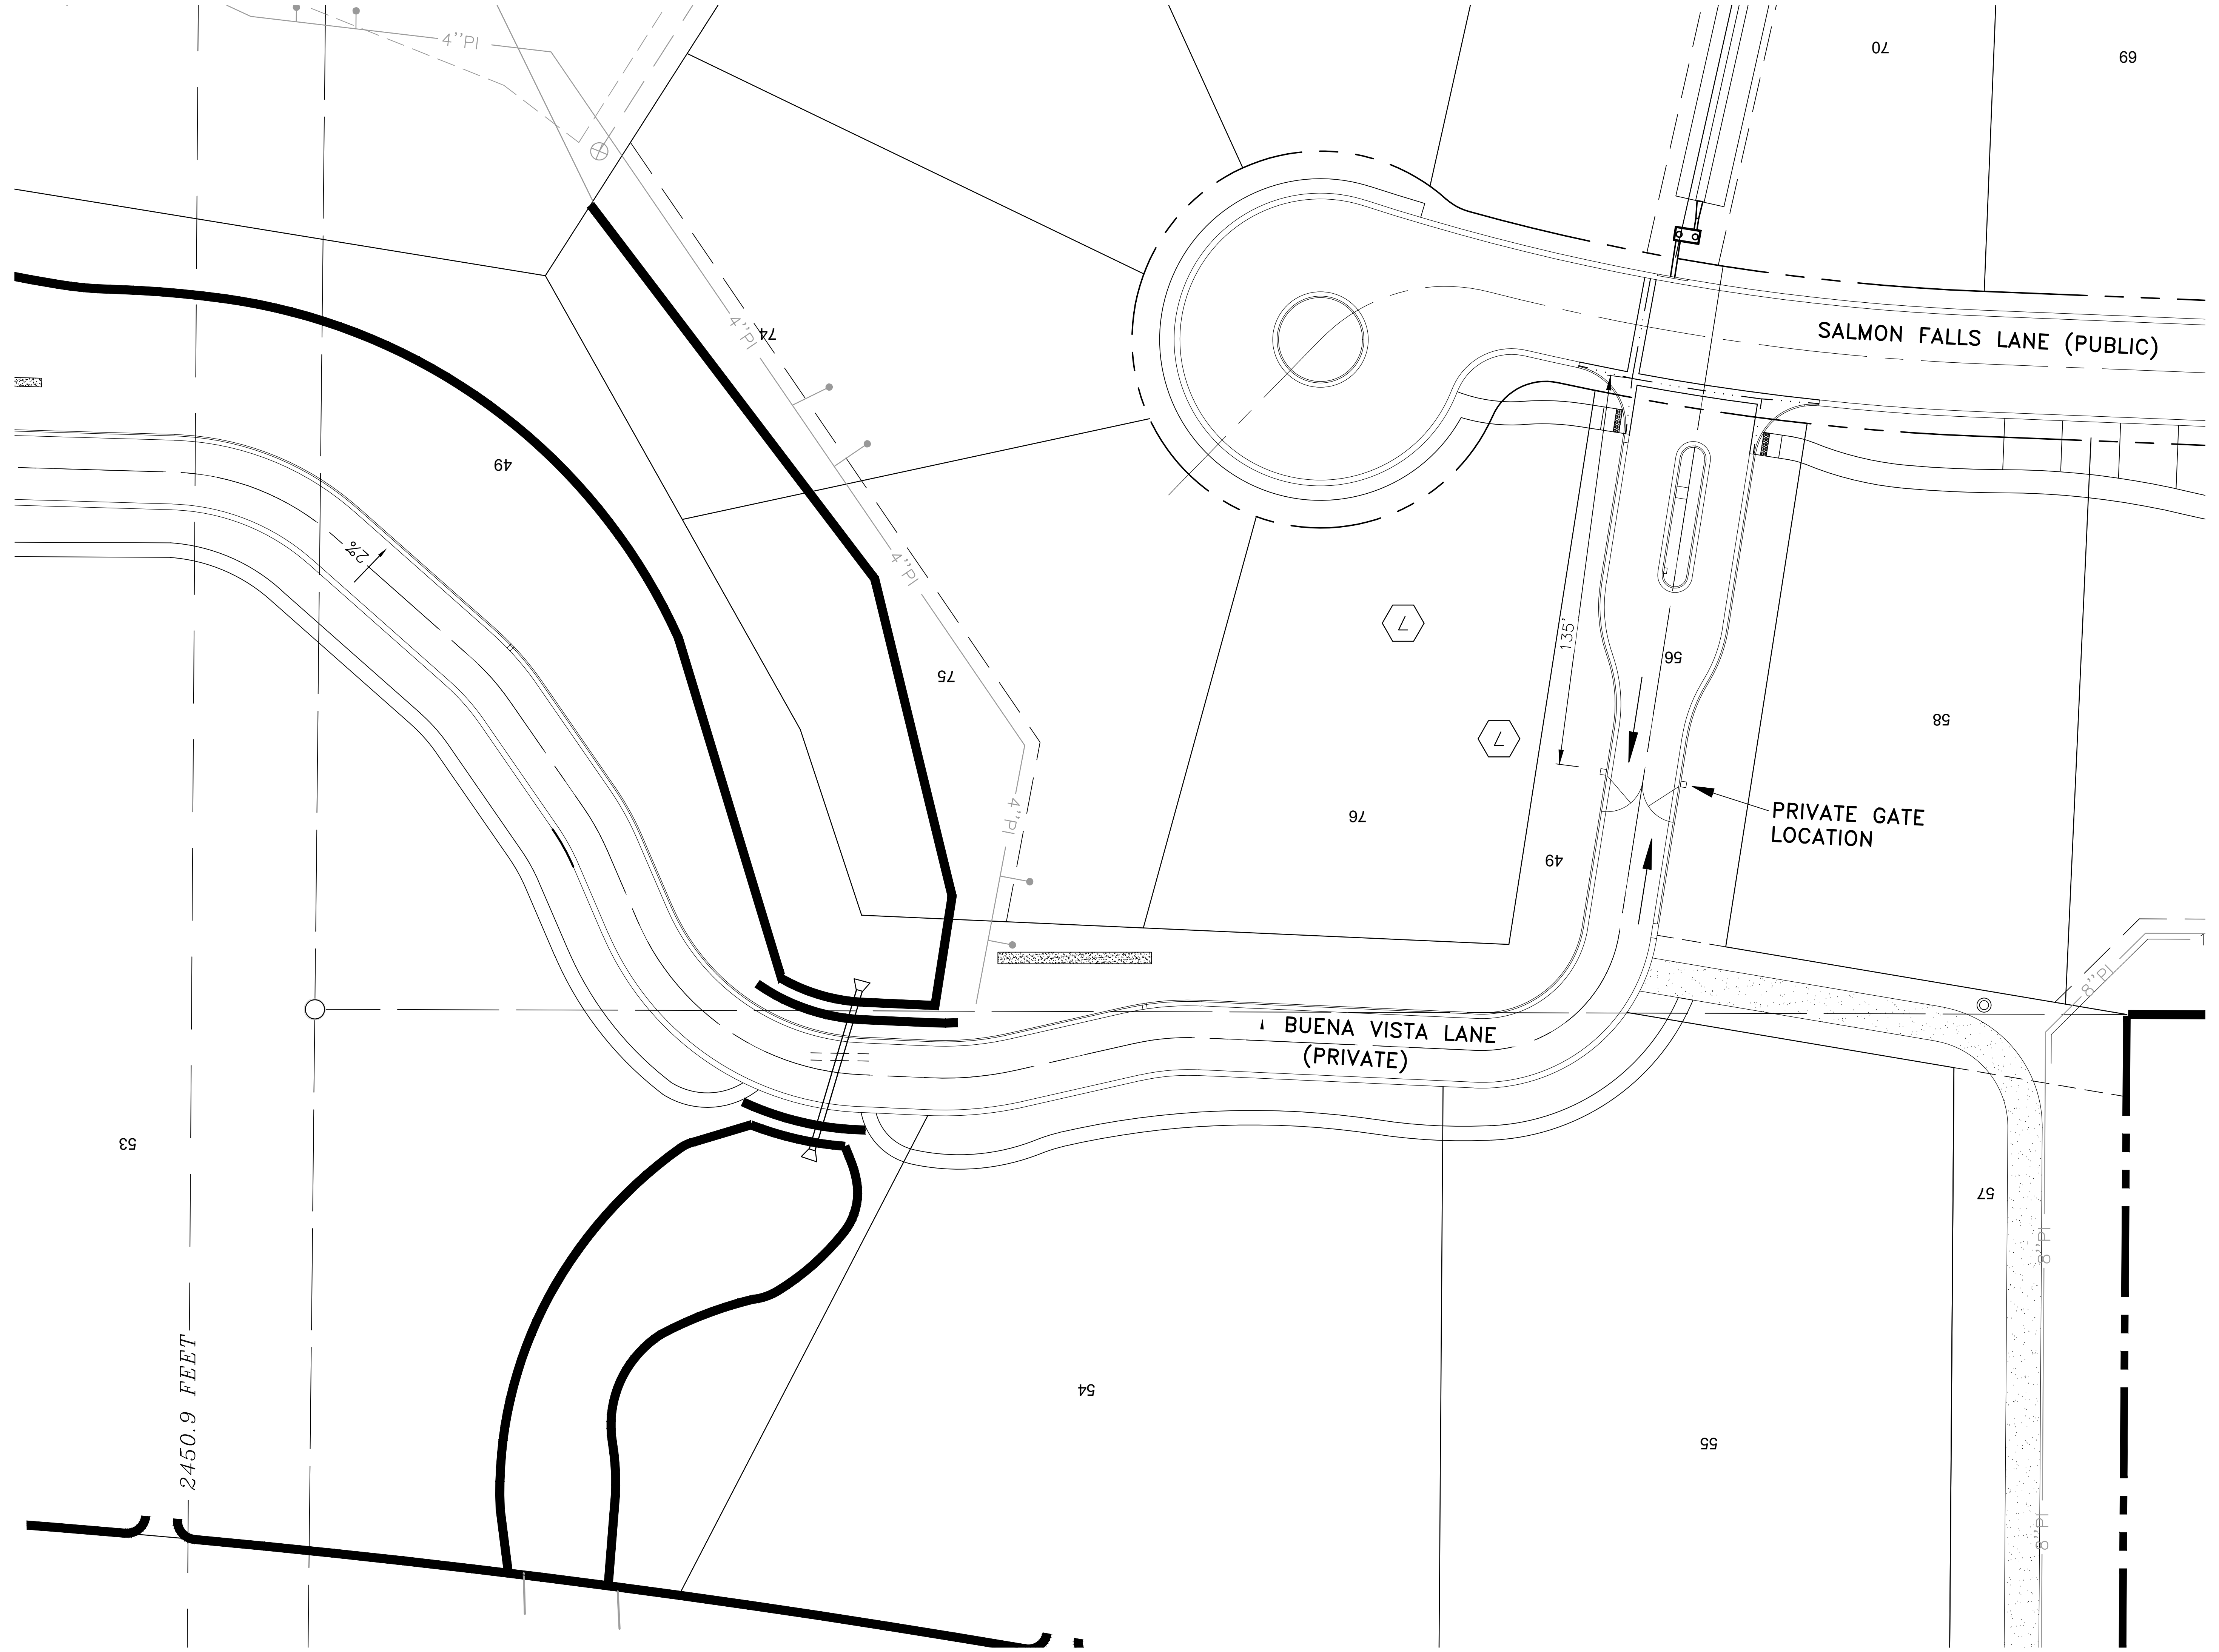 4"PI
70
69
4"PI
74
SALMON FALLS LANE (PUBLIC)
49
2%
4"PI
7
135'
56
75
7
58
4"PI
76
PRIVATE GATE
LOCATION
49
8"PI
BUENA VISTA LANE
(PRIVATE)
53
57
8"PI
2450.9 FEET
54
55
8"PI